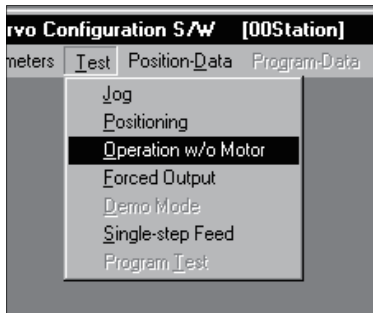 rvo Configuration S/W [00Station]
meters Test Position-Data Program-Data
Jog
Positioning
Operation w/o Motor
Forced Output
Demo Mode
Single-step Feed
Program Test